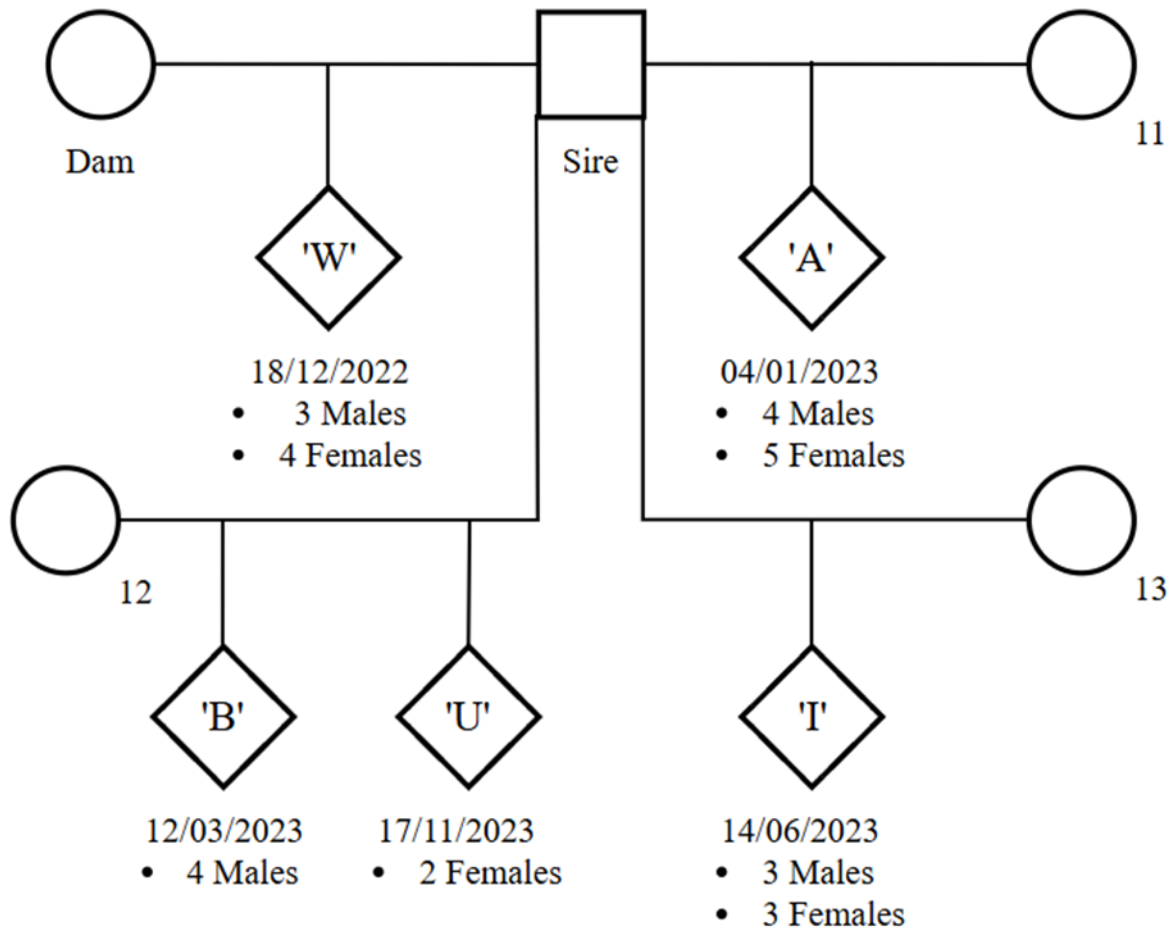 Dam
Sire
11
'W'
'A'
18/12/2022
• 3 Males
• 4 Females
04/01/2023
• 4 Males
• 5 Females
12
13
'B'
'U'
'I'
12/03/2023
• 4 Males
17/11/2023
• 2 Females
14/06/2023
• 3 Males
• 3 Females